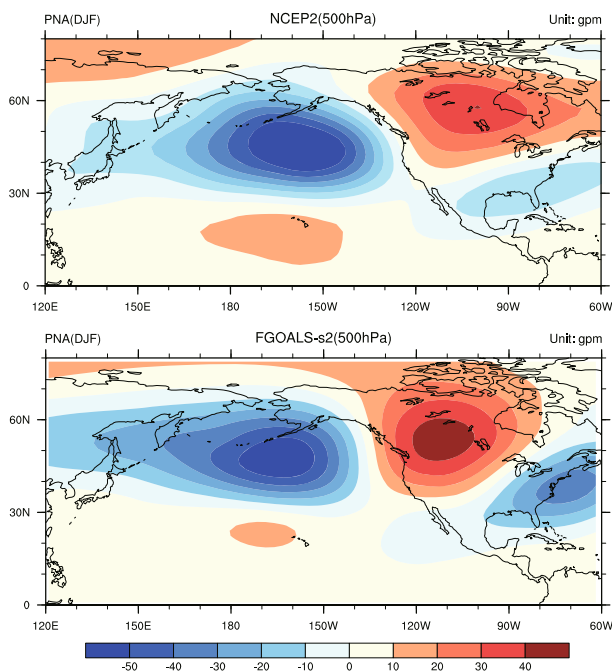 PNA(DJF) NCEP2(500hPa) Unit: gpm
60N
30N
0
120E 150E 180 150W 120W 90W 60W
PNA(DJF) FGOALS-s2(500hPa) Unit: gpm
60N
30N
0
120E 150E 180 150W 120W 90W 60W
-50 -40 -30 -20 -10 0 10 20 30 40